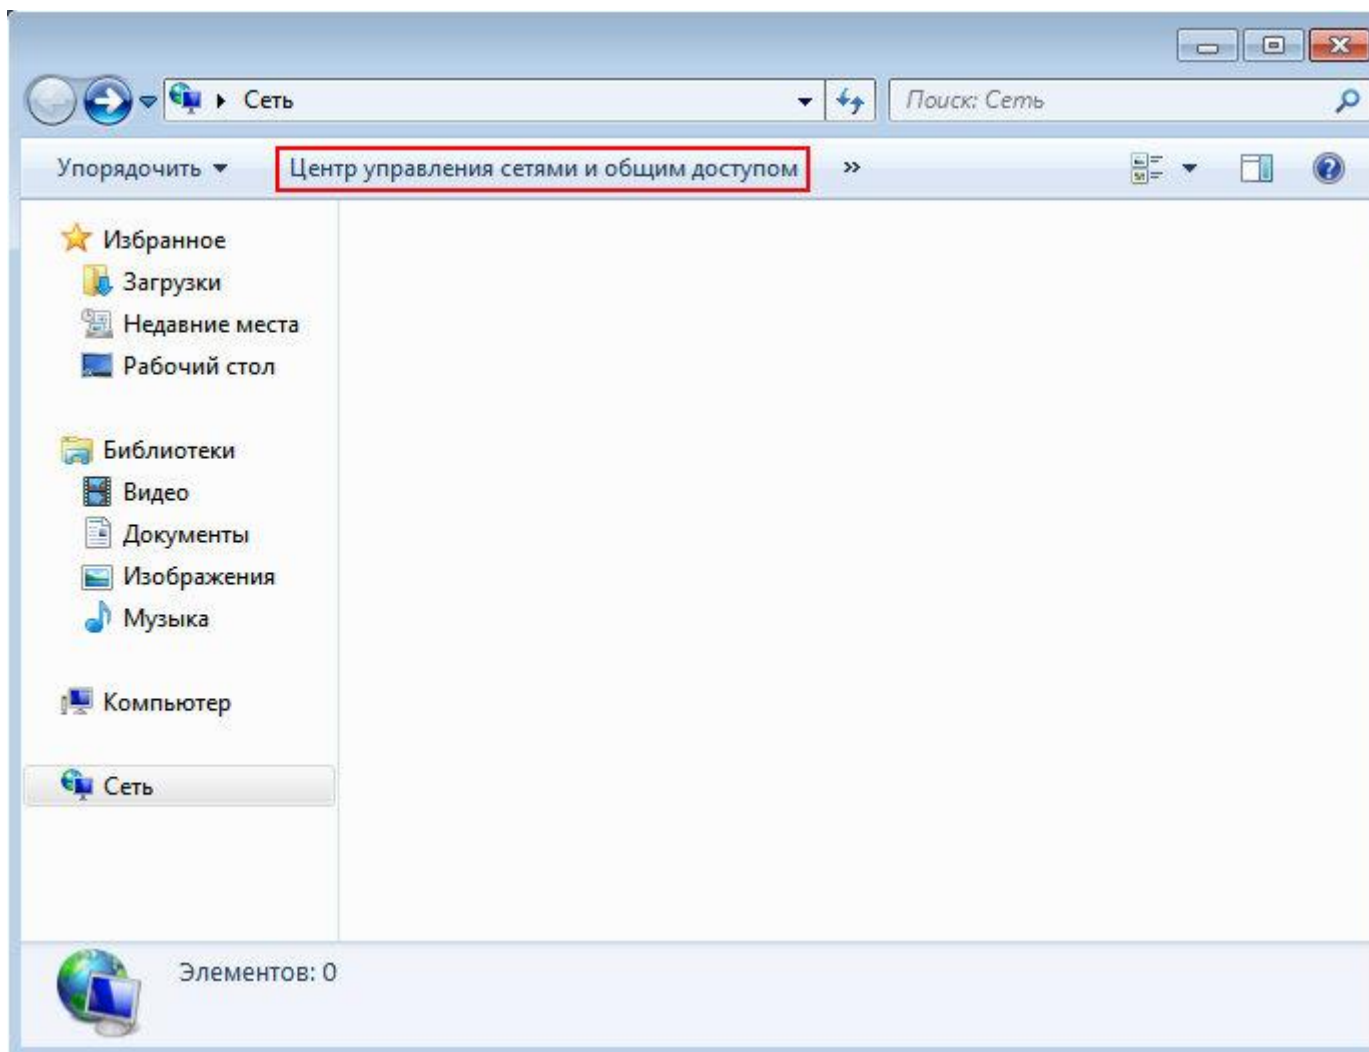 Сеть
Поиск: Сеть
Упорядочить
Центр управления сетями и общим доступом
»
Избранное
Загрузки
Недавние места
Рабочий стол
Библиотеки
Видео
Документы
Изображения
Музыка
Компьютер
Сеть
Элементов: 0